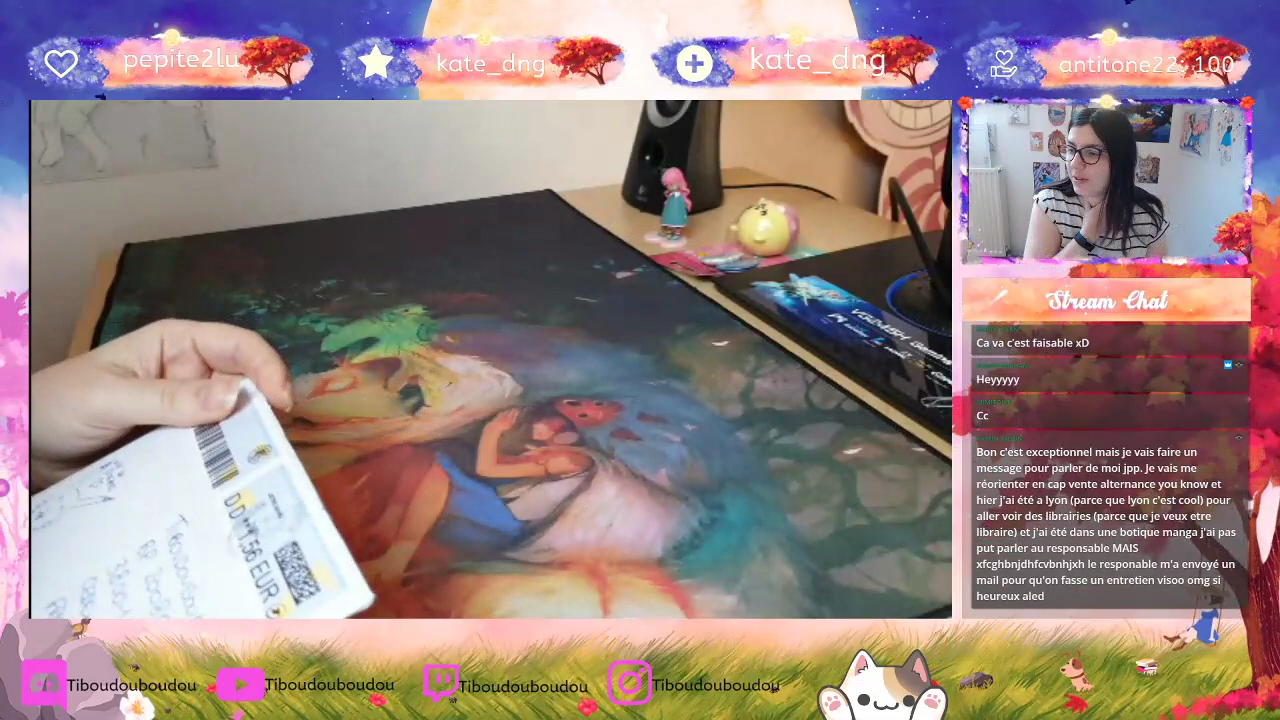 pepite2lu
kate_dng
kate_dng
antitone22: 100
Stream Chat
Ca va c'est faisable xD
Heyyyyy
Cc
Bon c'est exceptionnel mais je vais faire un
message pour parler de moi jpp. Je vais me
réorienter en cap vente alternance you know et
hier j'ai été a lyon (parce que lyon c'est cool) pour
aller voir des librairies (parce que je veux etre
libraire) et j'ai été dans une botique manga j'ai pas
put parler au responsable MAIS
xfcghbnjdhfcvbnhjxh le responable m'a envoyé un
mail pour qu'on fasse un entretien visoo omg si
heureux aled
DD
1,56 EUR
Tiboudouboudou
Tiboudouboudou
Tiboudouboudou
Tiboudouboudou